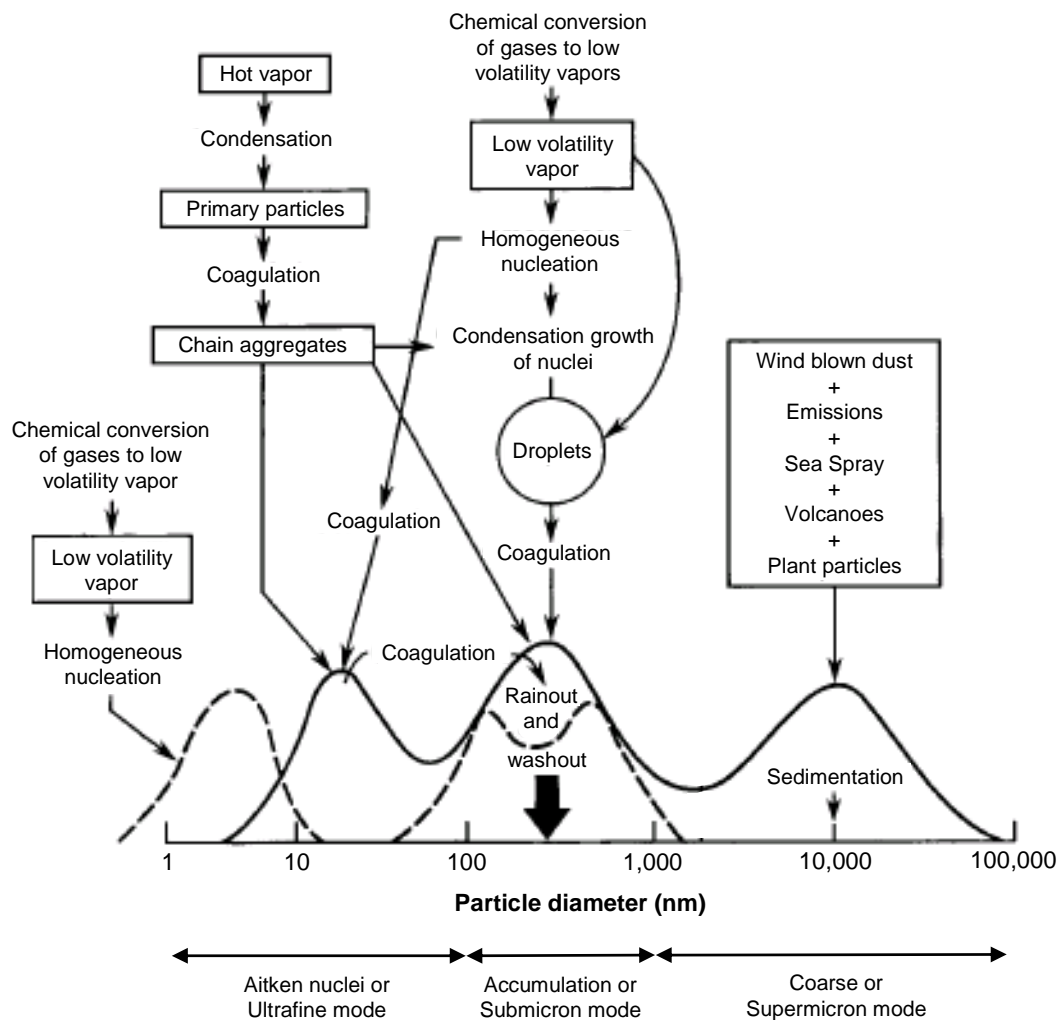 Hot vapor
Condensation
Primary particles
Coagulation
Chain aggregates
Chemical conversion
of gases to low
volatility vapors
Low volatility
vapor
Homogeneous
nucleation
Condensation growth
of nuclei
Droplets
Coagulation
Coagulation
Chemical conversion
of gases to low
volatility vapor
Low volatility
vapor
Homogeneous
nucleation
Coagulation
Rainout
and
washout
Wind blown dust
+
Emissions
+
Sea Spray
+
Volcanoes
+
Plant particles
Sedimentation
1 10 100 1,000 10,000 100,000
Particle diameter (nm)
Aitken nuclei or
Ultrafine mode
Accumulation or
Submicron mode
Coarse or
Supermicron mode